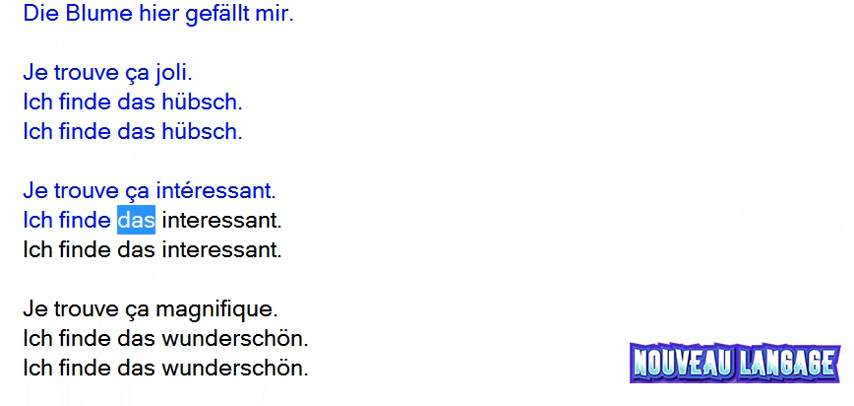 Die Blume hier gefällt mir.
Je trouve ça joli.
Ich finde das hübsch.
Ich finde das hübsch.
Je trouve ça intéressant.
Ich finde das interessant.
Ich finde das interessant.
Je trouve ça magnifique.
Ich finde das wunderschön.
Ich finde das wunderschön.
NOUVEAU LANGAGE